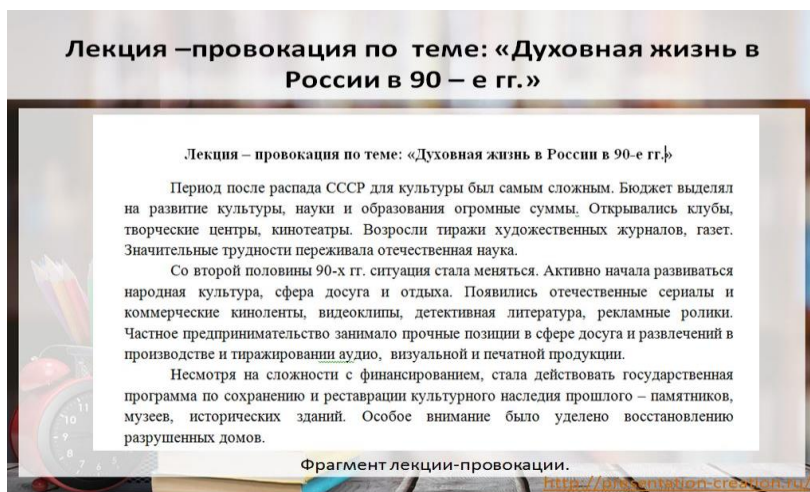 Лекция –провокация по теме: «Духовная жизнь в
России в 90 – е гг.»
Лекция – провокация по теме: «Духовная жизнь в России в 90-е гг.»
Период после распада СССР для культуры был самым сложным. Бюджет выделял
на развитие культуры, науки и образования огромные суммы. Открывались клубы,
творческие центры, кинотеатры. Возросли тиражи художественных журналов, газет.
Значительные трудности переживала отечественная наука.
Со второй половины 90-х гг. ситуация стала меняться. Активно начала развиваться
народная культура, сфера досуга и отдыха. Появились отечественные сериалы и
коммерческие киноленты, видеоклипы, детективная литература, рекламные ролики.
Частное предпринимательство занимало прочные позиции в сфере досуга и развлечений в
производстве и тиражировании аудио, визуальной и печатной продукции.
Несмотря на сложности с финансированием, стала действовать государственная
программа по сохранению и реставрации культурного наследия прошлого – памятников,
музеев, исторических зданий. Особое внимание было уделено восстановлению
разрушенных домов.
Фрагмент лекции-провокации.
http://presentation-creation.ru/